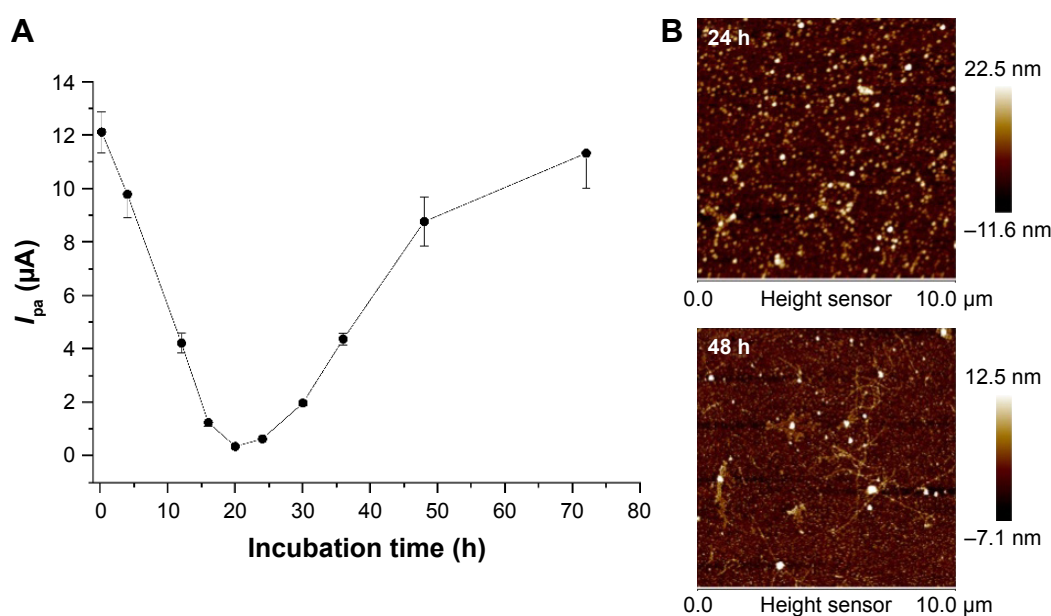 A
14
12
10
8
6
4
2
0
I pa (µA)
0 10 20 30 40 50 60 70 80
Incubation time (h)
B
24 h
22.5 nm
–11.6 nm
0.0 Height sensor 10.0 µm
48 h
12.5 nm
–7.1 nm
0.0 Height sensor 10.0 µm